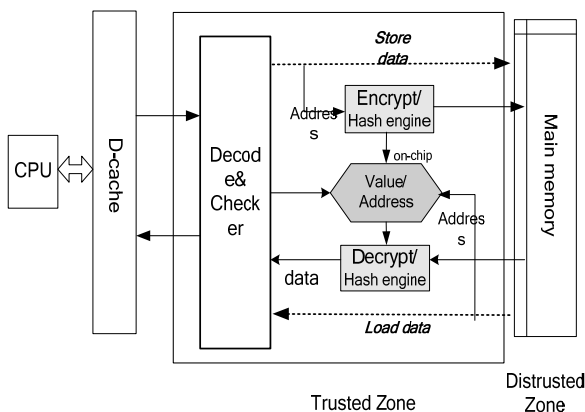 CPU
D-cache
Decod
e&
Check
er
Store
data
Addres
s
Encrypt/
Hash engine
on-chip
Value/
Address
Addres
s
Decrypt/
Hash engine
data
Load data
Main memory
Trusted Zone
Distrusted
Zone